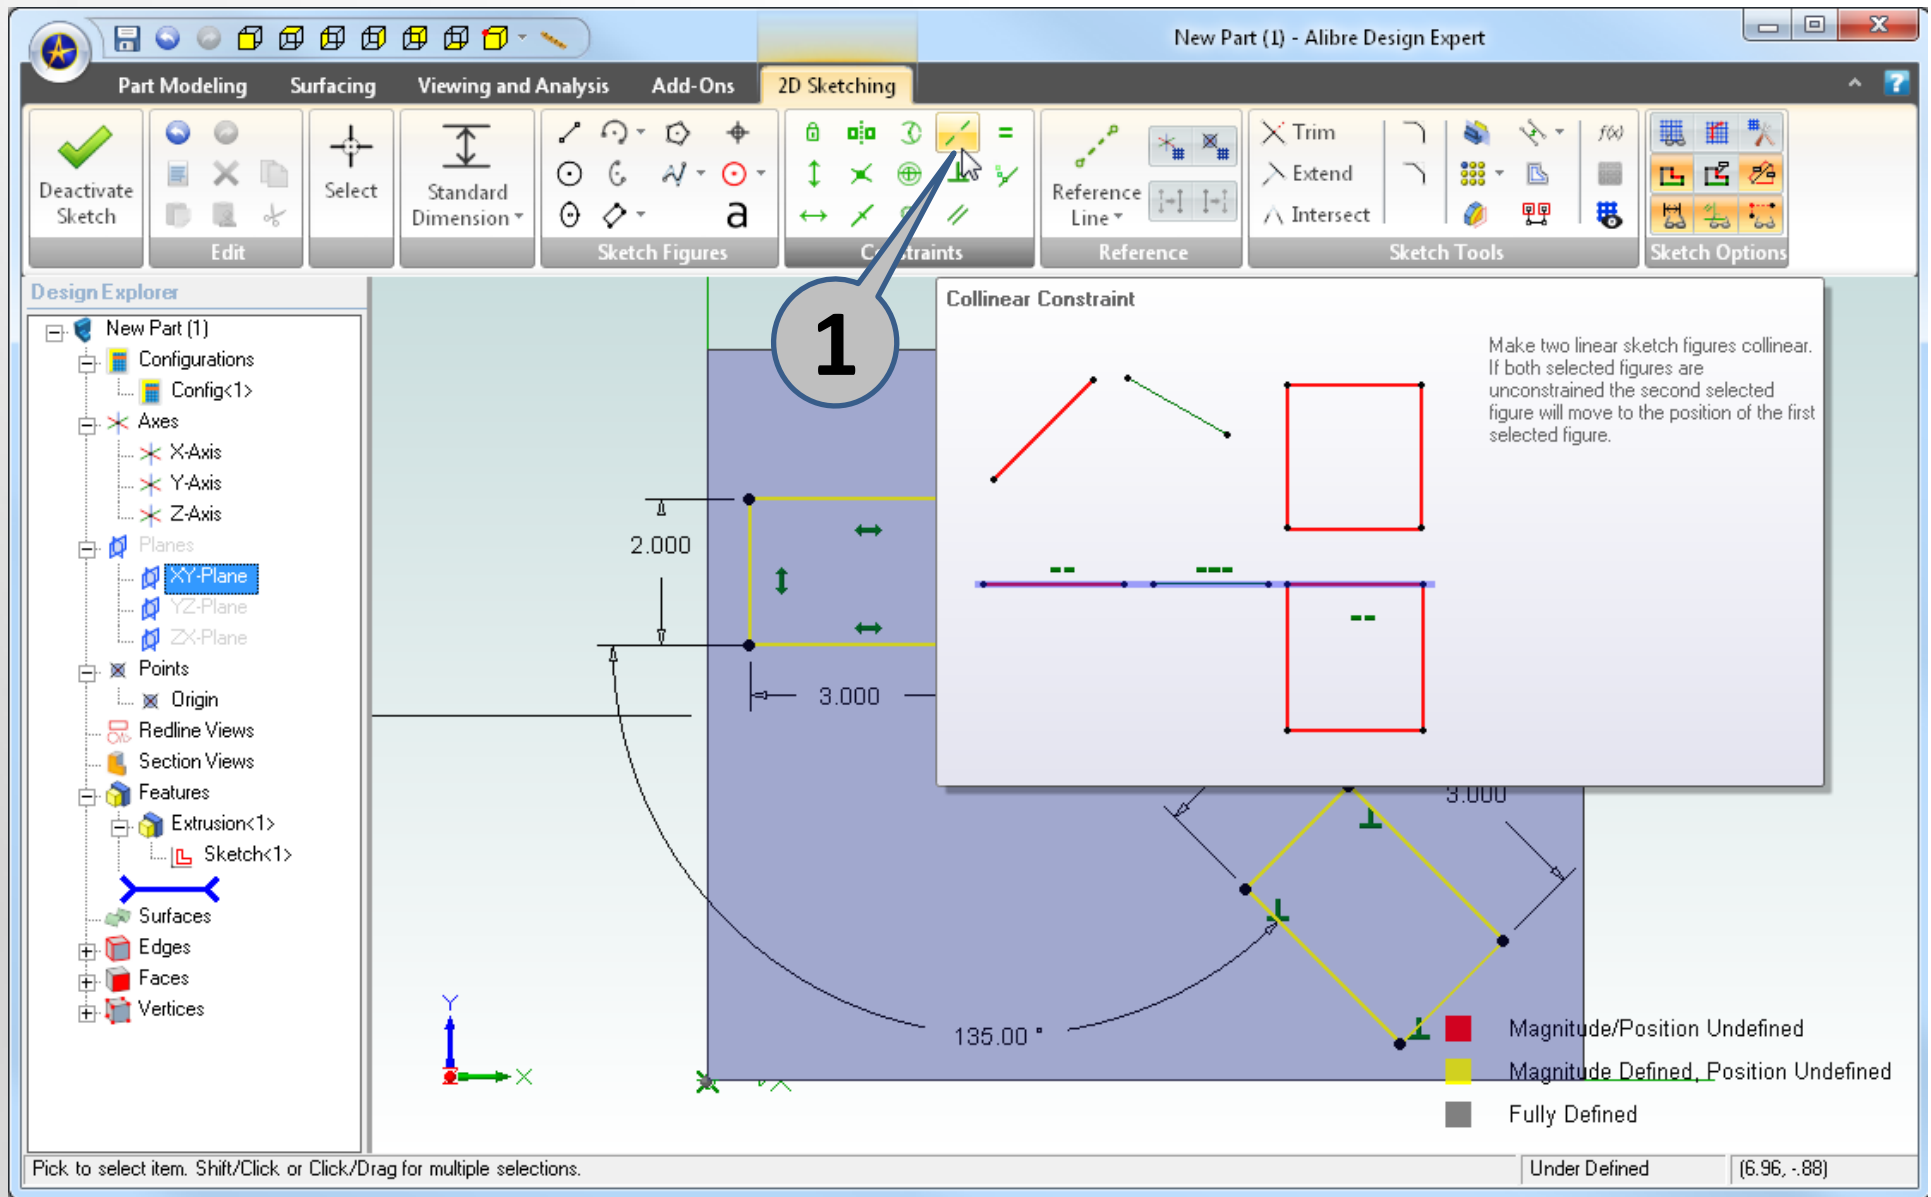 New Part (1) - Alibre Design Expert
Part Modeling Surfacing Viewing and Analysis Add-Ons 2D Sketching
Deactivate Sketch
Edit
Select
Standard Dimension
a
Sketch Figures
Constraints
Reference Line
Reference
Trim
Extend
Intersect
f(x)
Sketch Tools
Sketch Options
1
Design Explorer
New Part (1)
Configurations
Config<1>
Axes
X-Axis
Y-Axis
Z-Axis
Planes
XY-Plane
YZ-Plane
ZX-Plane
Points
Origin
Redline Views
Section Views
Features
Extrusion<1>
Sketch<1>
Surfaces
Edges
Faces
Vertices
Collinear Constraint
Make two linear sketch figures collinear.
If both selected figures are
unconstrained the second selected
figure will move to the position of the first
selected figure.
2.000
3.000
3.000
135.00 °
Y
X
Magnitude/Position Undefined
Magnitude Defined, Position Undefined
Fully Defined
Pick to select item. Shift/Click or Click/Drag for multiple selections.
Under Defined
(6.96, -.88)